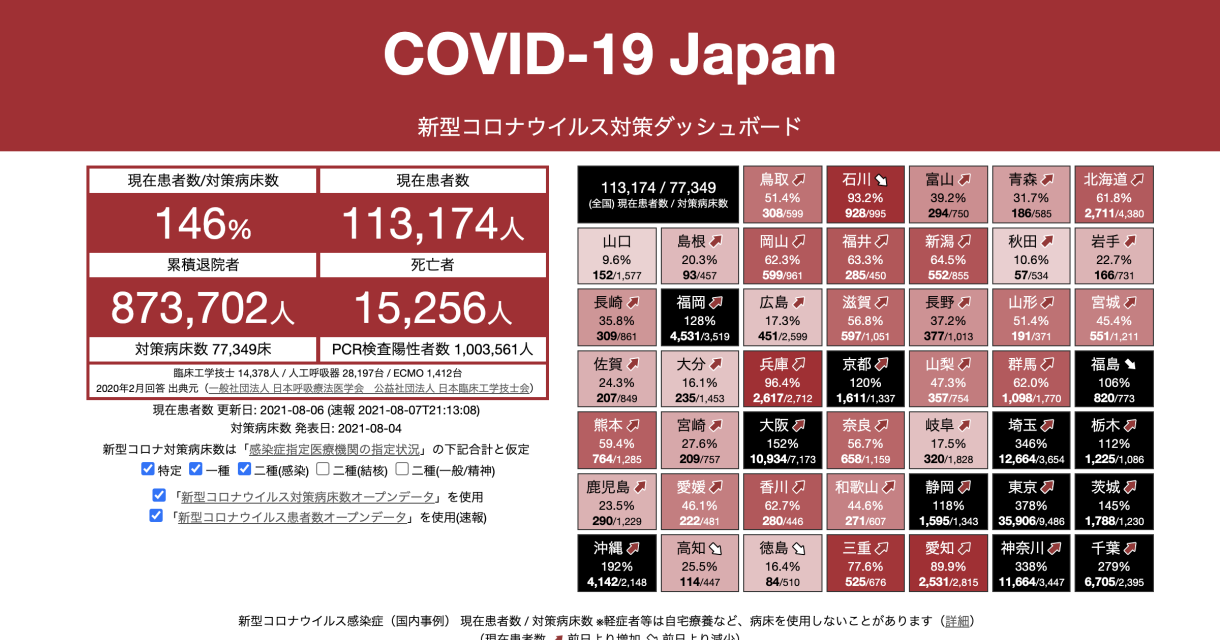 COVID-19 Japan
新型コロナウイルス対策ダッシュボード
現在患者数/対策病床数
現在患者数
146%
113,174人
累積退院者
死亡者
873,702人
15,256人
対策病床数 77,349床
PCR検査陽性者数 1,003,561人
臨床工学技士 14,378人 / 人工呼吸器 28,197台 / ECMO 1,412台
2020年2月回答 出典元（一般社団法人 日本呼吸療法医学会　公益社団法人 日本臨床工学技士会）
現在患者数 更新日: 2021-08-06 (速報 2021-08-07T21:13:08)
対策病床数 発表日: 2021-08-04
新型コロナ対策病床数は「感染症指定医療機関の指定状況」の下記合計と仮定
特定 一種 二種(感染) 二種(結核) 二種(一般/精神)
「新型コロナウイルス対策病床数オープンデータ」を使用
「新型コロナウイルス患者数オープンデータ」を使用(速報)
113,174 / 77,349
(全国) 現在患者数 / 対策病床数
鳥取
51.4%
308/599
石川
93.2%
928/995
富山
39.2%
294/750
青森
31.7%
186/585
北海道
61.8%
2,711/4,380
山口
9.6%
152/1,577
島根
20.3%
93/457
岡山
62.3%
599/961
福井
63.3%
285/450
新潟
64.5%
552/855
秋田
10.6%
57/534
岩手
22.7%
166/731
長崎
35.8%
309/861
福岡
128%
4,531/3,519
広島
17.3%
451/2,599
滋賀
56.8%
597/1,051
長野
37.2%
377/1,013
山形
51.4%
191/371
宮城
45.4%
551/1,211
佐賀
24.3%
207/849
大分
16.1%
235/1,453
兵庫
96.4%
2,617/2,712
京都
120%
1,611/1,337
山梨
47.3%
357/754
群馬
62.0%
1,098/1,770
福島
106%
820/773
熊本
59.4%
764/1,285
宮崎
27.6%
209/757
大阪
152%
10,934/7,173
奈良
56.7%
658/1,159
岐阜
17.5%
320/1,828
埼玉
346%
12,664/3,654
栃木
112%
1,225/1,086
鹿児島
23.5%
290/1,229
愛媛
46.1%
222/481
香川
62.7%
280/446
和歌山
44.6%
271/607
静岡
118%
1,595/1,343
東京
378%
35,906/9,486
茨城
145%
1,788/1,230
沖縄
192%
4,142/2,148
高知
25.5%
114/447
徳島
16.4%
84/510
三重
77.6%
525/676
愛知
89.9%
2,531/2,815
神奈川
338%
11,664/3,447
千葉
279%
6,705/2,395
新型コロナウイルス感染症（国内事例） 現在患者数 / 対策病床数 ※軽症者等は自宅療養など、病床を使用しないことがあります（詳細）
（現在患者数 前日より増加 前日より減少）